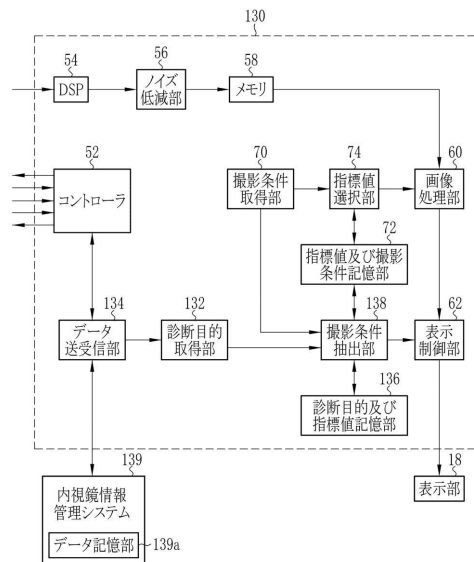 130
54
DSP
56
ノイズ
低減部
58
メモリ
52
コントローラ
70
撮影条件
取得部
74
指標値
選択部
60
画像
処理部
72
指標値及び撮影
条件記憶部
134
データ
送受信部
132
診断目的
取得部
138
撮影条件
抽出部
62
表示
制御部
136
診断目的及び
指標値記憶部
139
内視鏡情報
管理システム
データ記憶部
139a
18
表示部